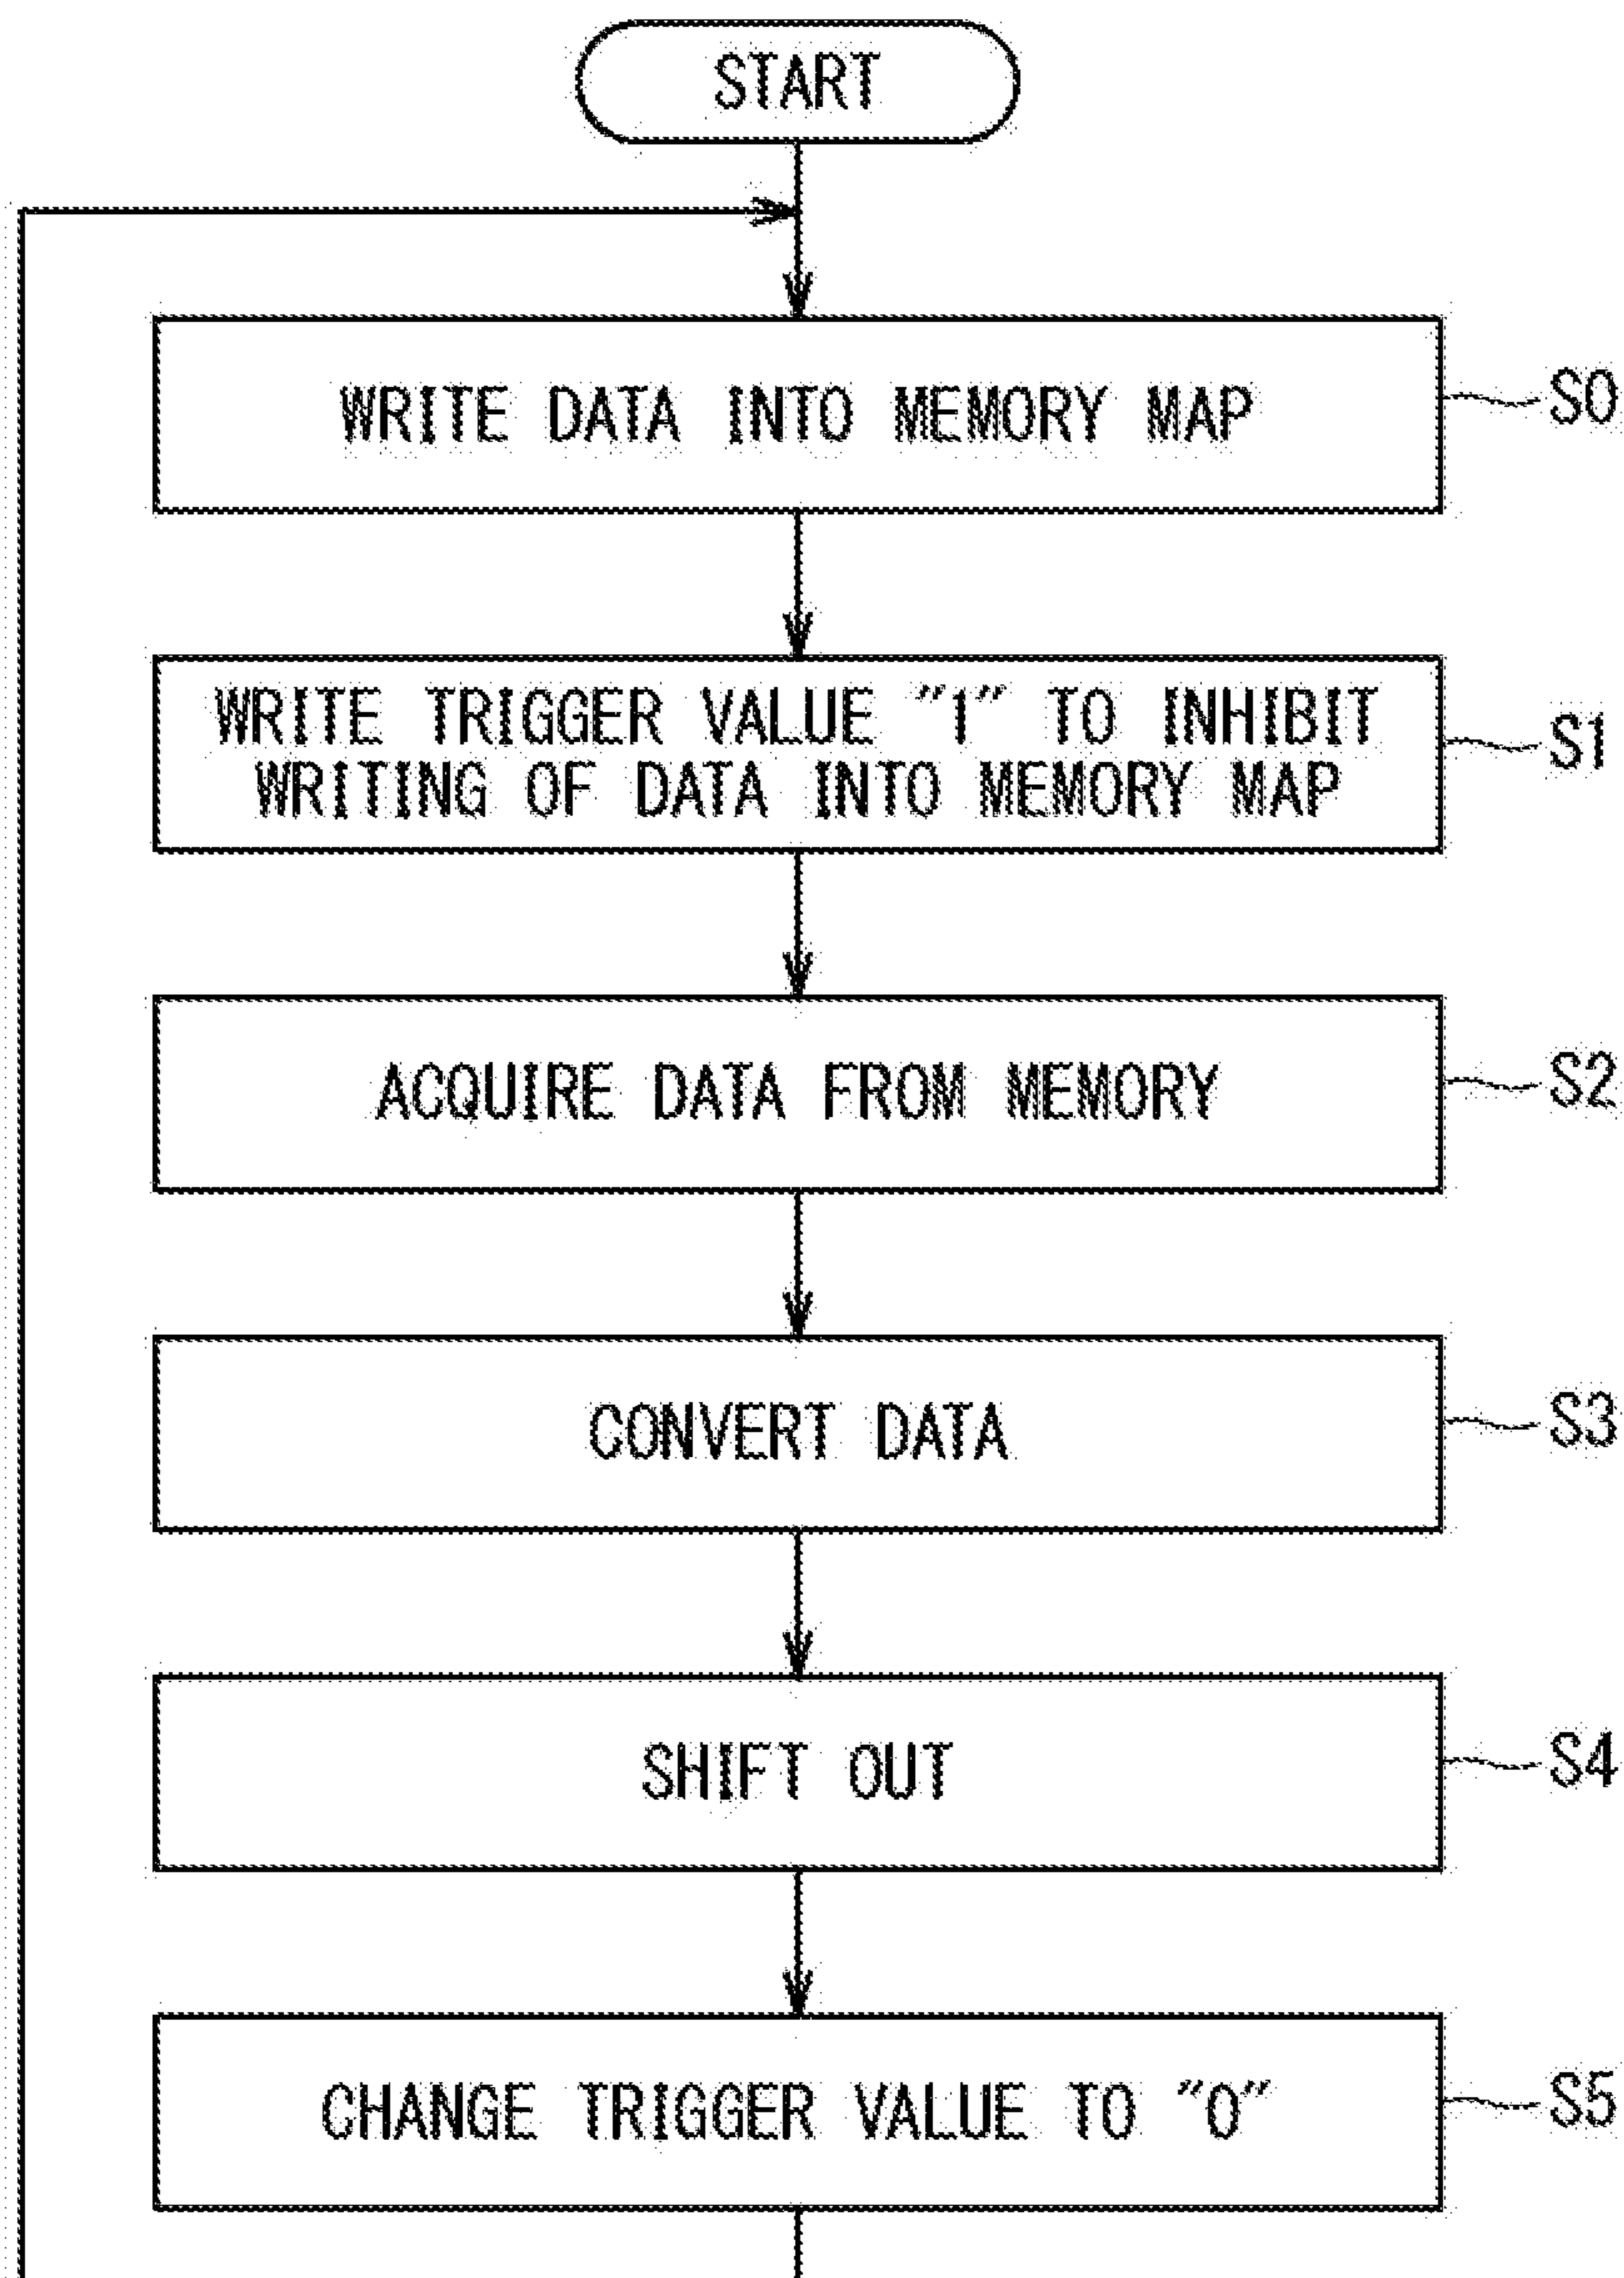 START
WRITE DATA INTO MEMORY MAP
S0
WRITE TRIGGER VALUE "1" TO INHIBIT
WRITING OF DATA INTO MEMORY MAP
S1
ACQUIRE DATA FROM MEMORY
S2
CONVERT DATA
S3
SHIFT OUT
S4
CHANGE TRIGGER VALUE TO "0"
S5